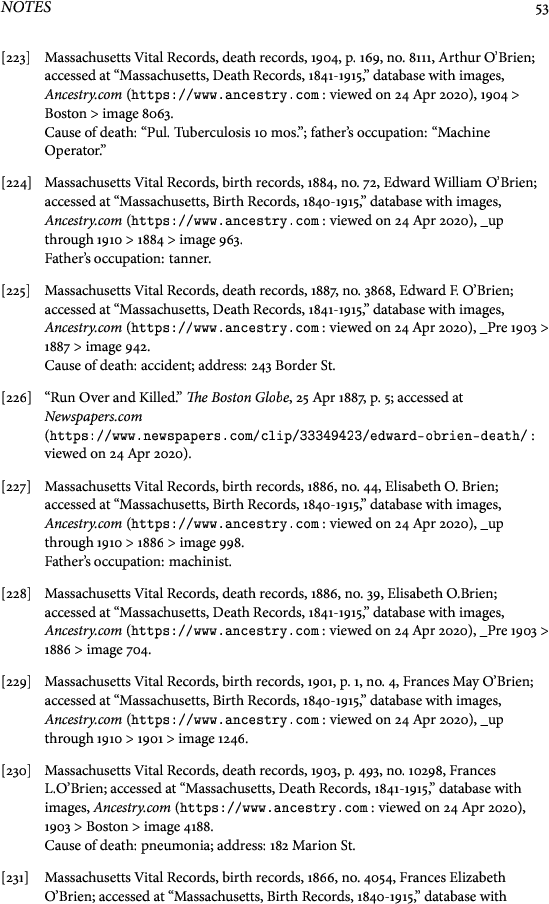 NOTES 53
[223] Massachusetts Vital Records, death records, 1904, p. 169, no. 8111, Arthur O’Brien;
accessed at “Massachusetts, Death Records, 1841-1915,” database with images,
Ancestry.com (https://www.ancestry.com : viewed on 24 Apr 2020), 1904 >
Boston > image 8063.
Cause of death: “Pul. Tuberculosis 10 mos.”; father’s occupation: “Machine
Operator.”
[224] Massachusetts Vital Records, birth records, 1884, no. 72, Edward William O’Brien;
accessed at “Massachusetts, Birth Records, 1840-1915,” database with images,
Ancestry.com (https://www.ancestry.com : viewed on 24 Apr 2020), _up
through 1910 > 1884 > image 963.
Father’s occupation: tanner.
[225] Massachusetts Vital Records, death records, 1887, no. 3868, Edward F. O’Brien;
accessed at “Massachusetts, Death Records, 1841-1915,” database with images,
Ancestry.com (https://www.ancestry.com : viewed on 24 Apr 2020), _Pre 1903 >
1887 > image 942.
Cause of death: accident; address: 243 Border St.
[226] “Run Over and Killed.” The Boston Globe, 25 Apr 1887, p. 5; accessed at
Newspapers.com
(https://www.newspapers.com/clip/33349423/edward-obrien-death/ :
viewed on 24 Apr 2020).
[227] Massachusetts Vital Records, birth records, 1886, no. 44, Elisabeth O. Brien;
accessed at “Massachusetts, Birth Records, 1840-1915,” database with images,
Ancestry.com (https://www.ancestry.com : viewed on 24 Apr 2020), _up
through 1910 > 1886 > image 998.
Father’s occupation: machinist.
[228] Massachusetts Vital Records, death records, 1886, no. 39, Elisabeth O.Brien;
accessed at “Massachusetts, Death Records, 1841-1915,” database with images,
Ancestry.com (https://www.ancestry.com : viewed on 24 Apr 2020), _Pre 1903 >
1886 > image 704.
[229] Massachusetts Vital Records, birth records, 1901, p. 1, no. 4, Frances May O’Brien;
accessed at “Massachusetts, Birth Records, 1840-1915,” database with images,
Ancestry.com (https://www.ancestry.com : viewed on 24 Apr 2020), _up
through 1910 > 1901 > image 1246.
[230] Massachusetts Vital Records, death records, 1903, p. 493, no. 10298, Frances
L.O’Brien; accessed at “Massachusetts, Death Records, 1841-1915,” database with
images, Ancestry.com (https://www.ancestry.com : viewed on 24 Apr 2020),
1903 > Boston > image 4188.
Cause of death: pneumonia; address: 182 Marion St.
[231] Massachusetts Vital Records, birth records, 1866, no. 4054, Frances Elizabeth
O’Brien; accessed at “Massachusetts, Birth Records, 1840-1915,” database with